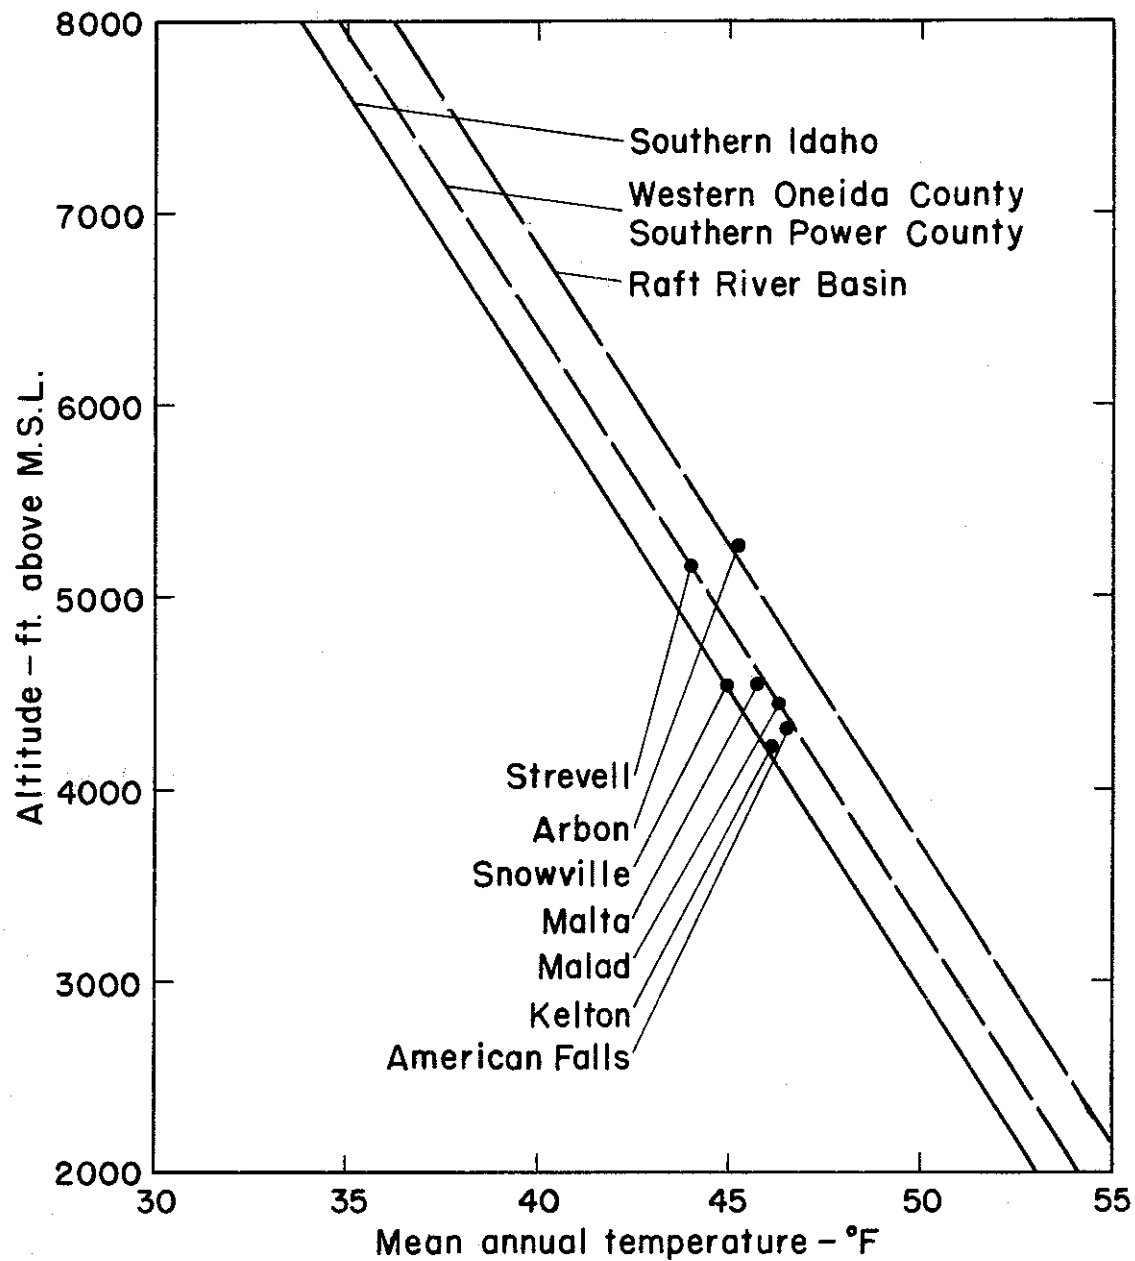 8000
7000
6000
5000
4000
3000
2000
Altitude – ft. above M.S.L.
Southern Idaho
Western Oneida County
Southern Power County
Raft River Basin
Strevell
Arbon
Snowville
Malta
Malad
Kelton
American Falls
30 35 40 45 50 55
Mean annual temperature – °F